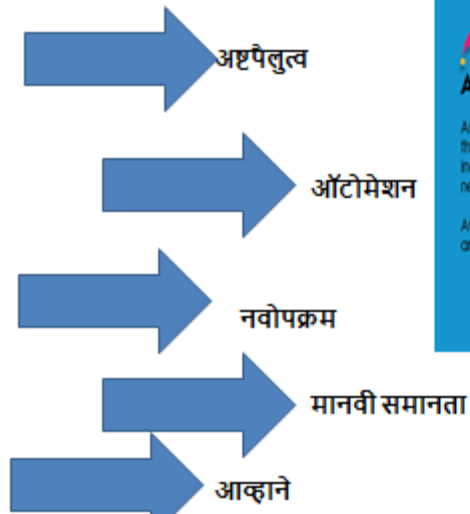 अष्टपैलुत्व
ऑटोमेशन
नवोपक्रम
मानवी समानता
आव्हाने